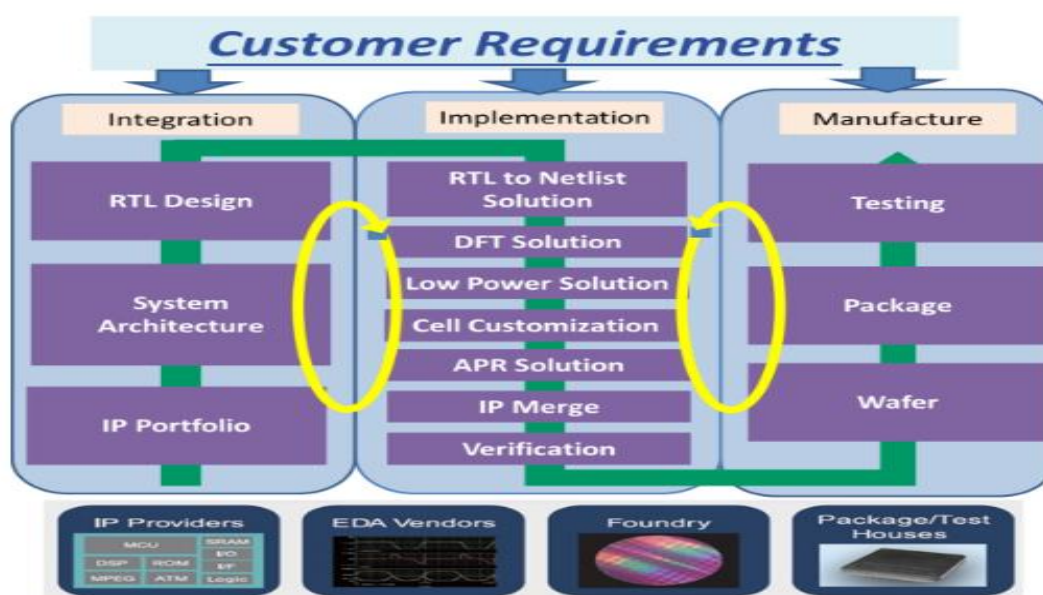 Customer Requirements
Integration
Implementation
Manufacture
RTL Design
System
Architecture
IP Portfolio
RTL to Netlist
Solution
DFT Solution
Low Power Solution
Cell Customization
APR Solution
IP Merge
Verification
Testing
Package
Wafer
IP Providers
MCU
SRAM
I/O
DSP
ROM
I/F
MPEG
ATM
Logic
EDA Vendors
Foundry
Package/Test
Houses